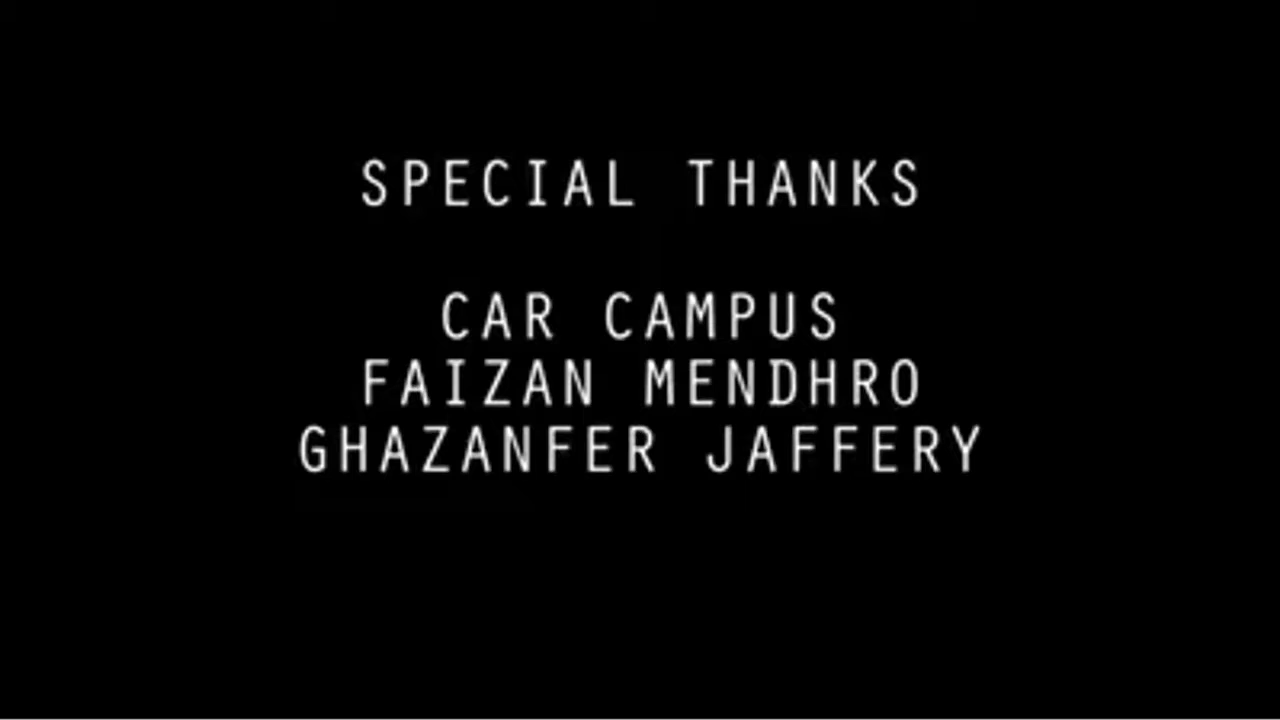 SPECIAL THANKS
CAR CAMPUS
FAIZAN MENDHRO
GHAZANFER JAFFERY